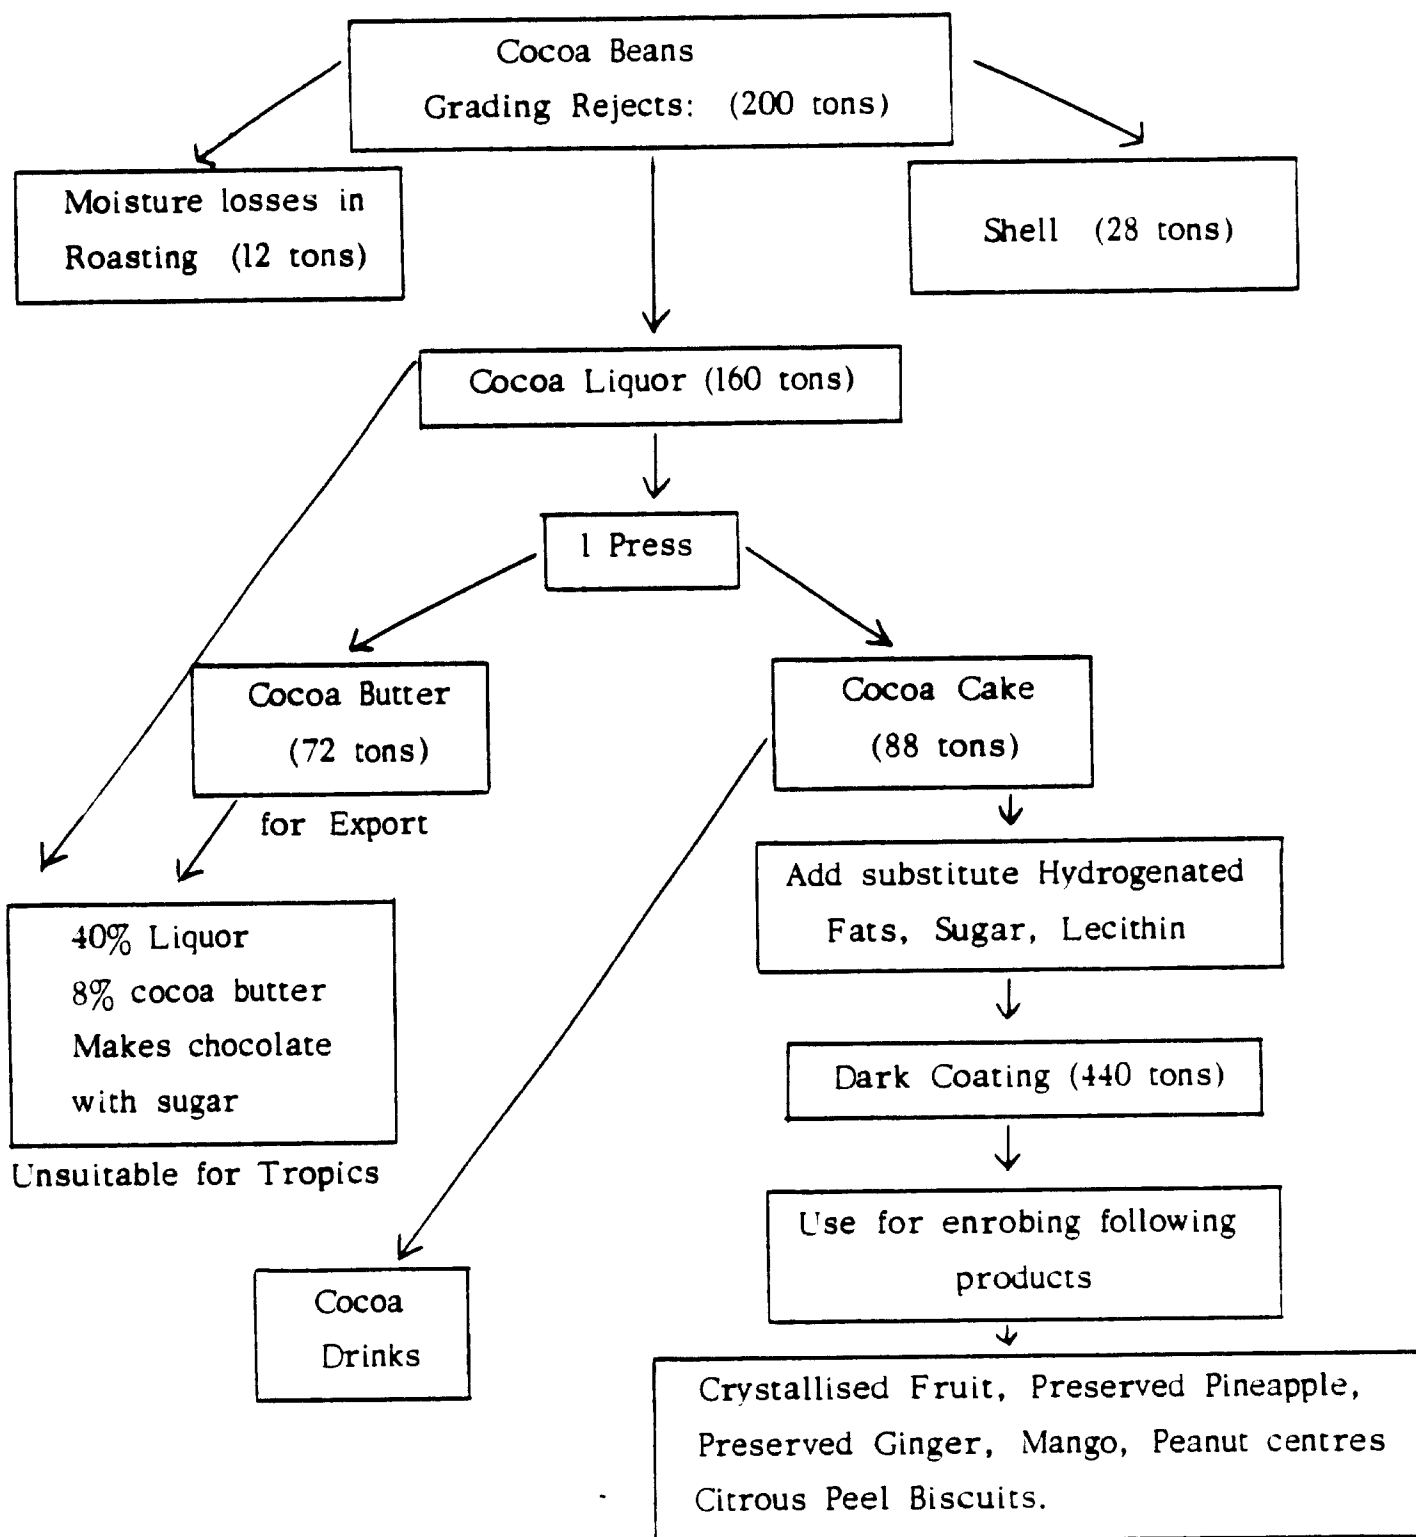 Cocoa Beans
Grading Rejects: (200 tons)
Moisture losses in
Roasting (12 tons)
Shell (28 tons)
Cocoa Liquor (160 tons)
1 Press
Cocoa Butter
(72 tons)
for Export
Cocoa Cake
(88 tons)
Add substitute Hydrogenated
Fats, Sugar, Lecithin
40% Liquor
8% cocoa butter
Makes chocolate
with sugar
Unsuitable for Tropics
Dark Coating (440 tons)
Use for enrobing following
products
Cocoa
Drinks
Crystallised Fruit, Preserved Pineapple,
Preserved Ginger, Mango, Peanut centres
Citrous Peel Biscuits.